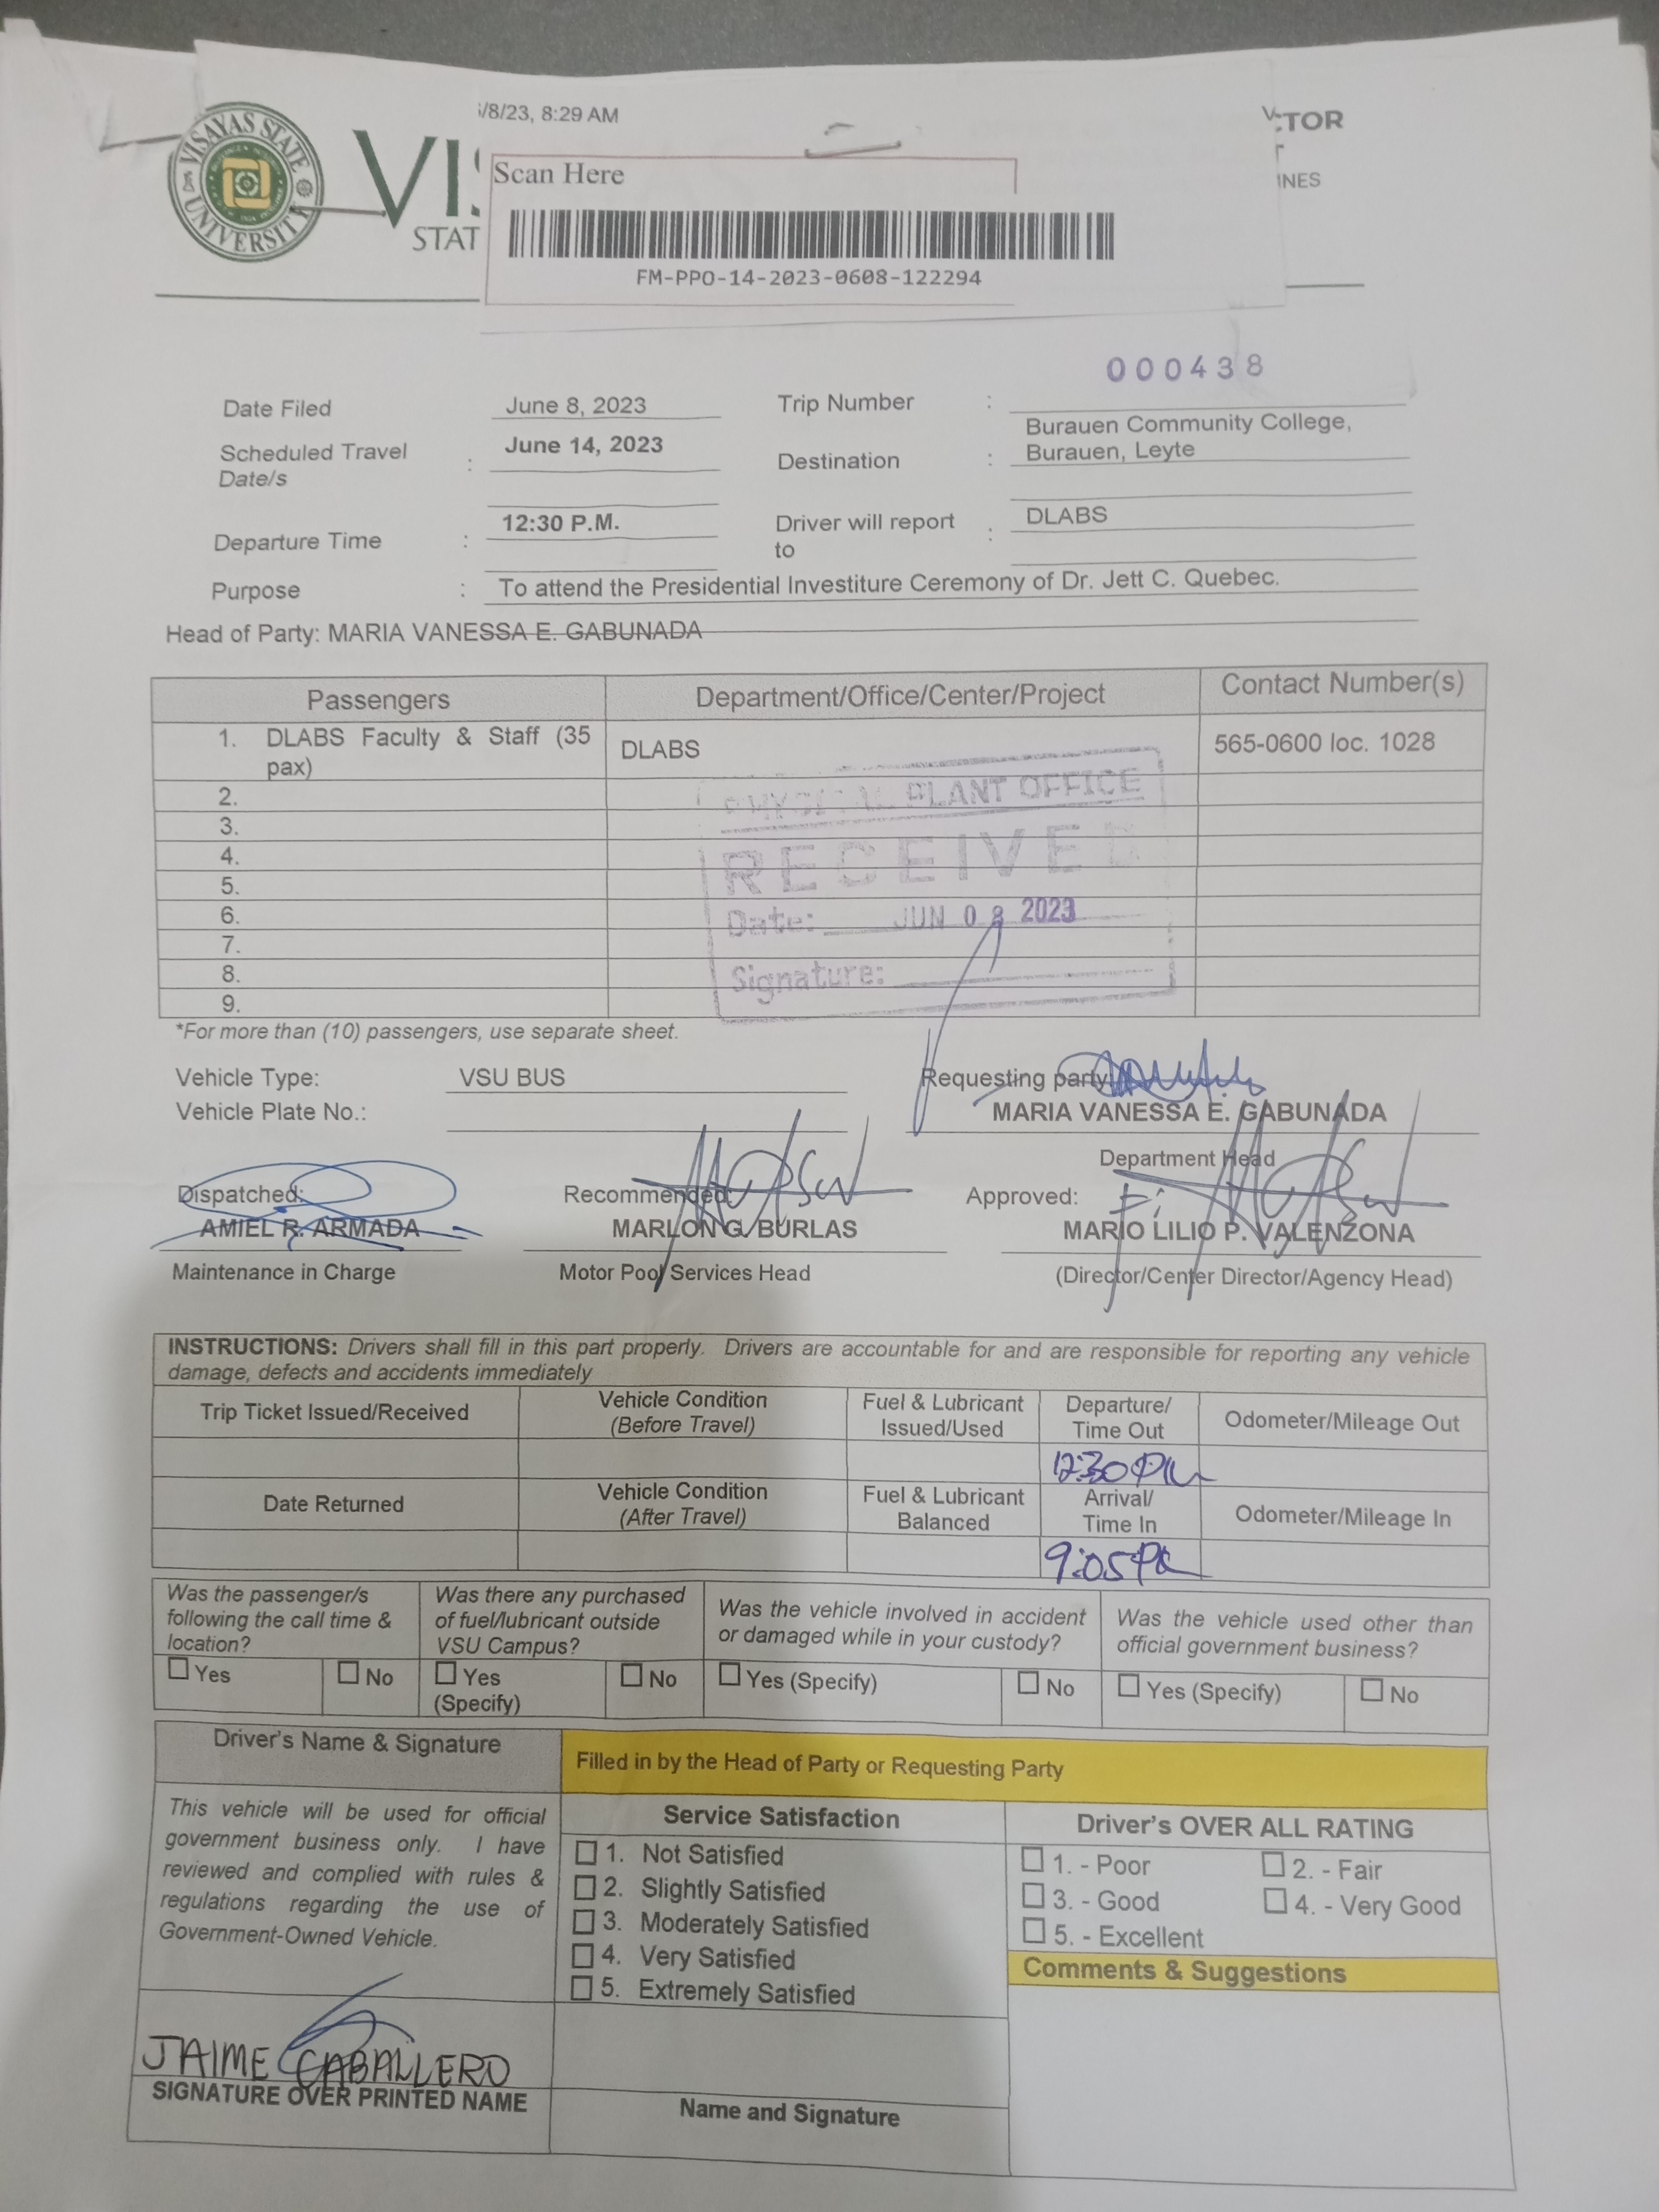 VISAYAS STATE UNIVERSITY
/8/23, 8:29 AM
TOR
Scan Here
INES
STAT
FM-PPO-14-2023-0608-122294
000438
Date Filed June 8, 2023 Trip Number :
Scheduled Travel Date/s : June 14, 2023 Destination : Burauen Community College, Burauen, Leyte
Departure Time : 12:30 P.M. Driver will report to : DLABS
Purpose : To attend the Presidential Investiture Ceremony of Dr. Jett C. Quebec.
Head of Party: MARIA VANESSA E. GABUNADA
Passengers Department/Office/Center/Project Contact Number(s)
1. DLABS Faculty & Staff (35 pax) DLABS 565-0600 loc. 1028
2.
3.
4.
5.
6.
7.
8.
9.
PHYSICAL PLANT OFFICE
RECEIVED
Date: JUN 08 2023
Signature:
*For more than (10) passengers, use separate sheet.
Vehicle Type: VSU BUS Requesting party:
Vehicle Plate No.: MARIA VANESSA E. GABUNADA
Department Head
Dispatched: Recommended: Approved:
AMIEL R. ARMADA MARLON G. BURLAS MARIO LILIO P. VALENZONA
Maintenance in Charge Motor Pool Services Head (Director/Center Director/Agency Head)
INSTRUCTIONS: Drivers shall fill in this part properly. Drivers are accountable for and are responsible for reporting any vehicle
damage, defects and accidents immediately
Trip Ticket Issued/Received Vehicle Condition (Before Travel) Fuel & Lubricant Issued/Used Departure/ Time Out Odometer/Mileage Out
12:30 PM
Date Returned Vehicle Condition (After Travel) Fuel & Lubricant Balanced Arrival/ Time In Odometer/Mileage In
9:05 PM
Was the passenger/s following the call time & location? Was there any purchased of fuel/lubricant outside VSU Campus? Was the vehicle involved in accident or damaged while in your custody? Was the vehicle used other than official government business?
Yes No Yes (Specify) No Yes (Specify) No Yes (Specify) No
Driver's Name & Signature Filled in by the Head of Party or Requesting Party
This vehicle will be used for official
government business only. I have
reviewed and complied with rules &
regulations regarding the use of
Government-Owned Vehicle.
Service Satisfaction
1. Not Satisfied
2. Slightly Satisfied
3. Moderately Satisfied
4. Very Satisfied
5. Extremely Satisfied
Driver's OVER ALL RATING
1. - Poor 2. - Fair
3. - Good 4. - Very Good
5. - Excellent
Comments & Suggestions
JAIME CABALLERO
SIGNATURE OVER PRINTED NAME
Name and Signature